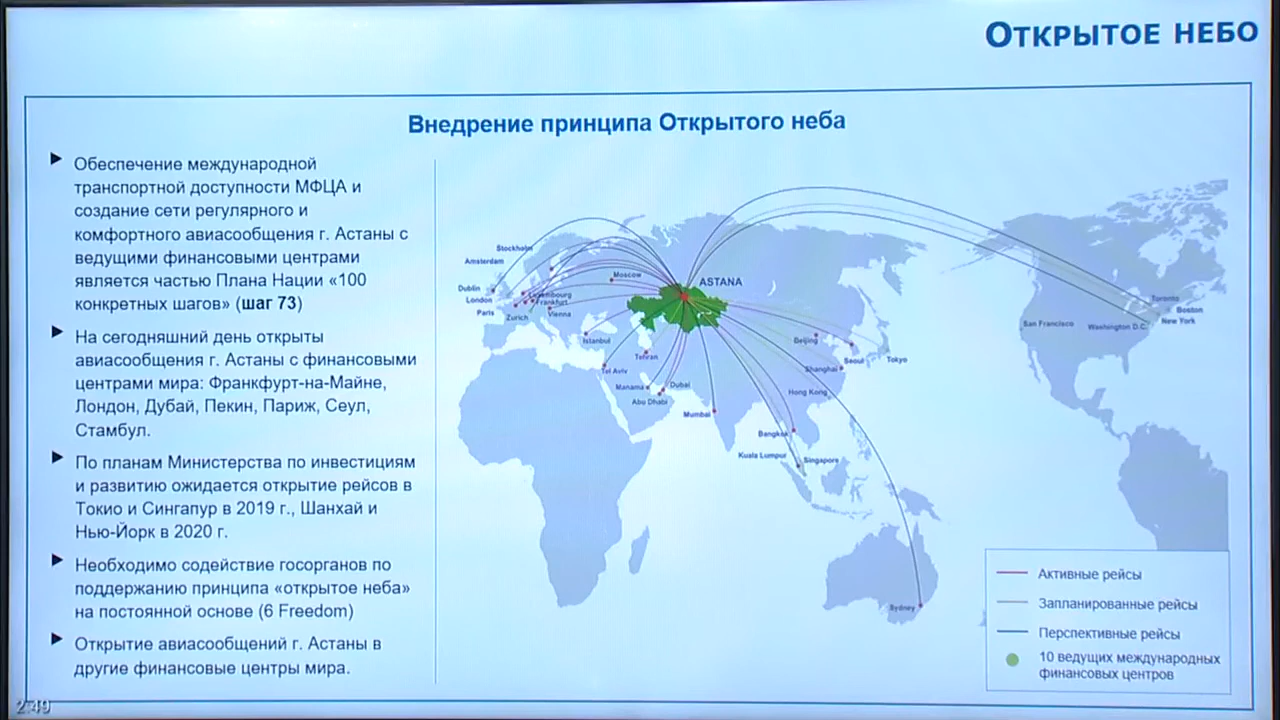 ОТКРЫТОЕ НЕБО
Внедрение принципа Открытого неба
Обеспечение международной
транспортной доступности МФЦА и
создание сети регулярного и
комфортного авиасообщения г. Астаны с
ведущими финансовыми центрами
является частью Плана Нации «100
конкретных шагов» (шаг 73)
На сегодняшний день открыты
авиасообщения г. Астаны с финансовыми
центрами мира: Франкфурт-на-Майне,
Лондон, Дубай, Пекин, Париж, Сеул,
Стамбул.
По планам Министерства по инвестициям
и развитию ожидается открытие рейсов в
Токио и Сингапур в 2019 г., Шанхай и
Нью-Йорк в 2020 г.
Необходимо содействие госорганов по
поддержанию принципа «открытое неба»
на постоянной основе (6 Freedom)
Открытие авиасообщений г. Астаны в
другие финансовые центры мира.
Stockholm
Amsterdam
Dublin
London
Paris
Zurich
Luxembourg
Frankfurt
Vienna
Moscow
ASTANA
Istanbul
Tehran
Tel Aviv
Manama
Dubai
Abu Dhabi
Mumbai
Beijing
Seoul
Tokyo
Shanghai
Hong Kong
Bangkok
Kuala Lumpur
Singapore
Sydney
San Francisco
Toronto
Boston
New York
Washington D.C.
Активные рейсы
Запланированные рейсы
Перспективные рейсы
10 ведущих международных
финансовых центров
2:49